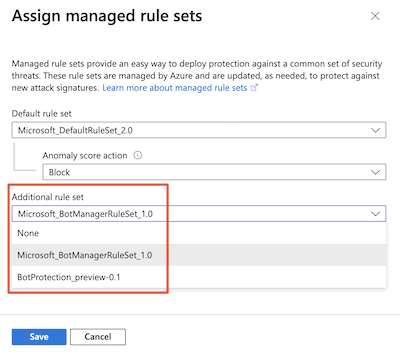 Assign managed rule sets
Managed rule sets provide an easy way to deploy protection against a common set of security
threats. These rule sets are managed by Azure and are updated, as needed, to protect against
new attack signatures. Learn more about managed rule sets
Default rule set
Microsoft_DefaultRuleSet_2.0
Anomaly score action
Block
Additional rule set
Microsoft_BotManagerRuleSet_1.0
None
Microsoft_BotManagerRuleSet_1.0
BotProtection_preview-0.1
Save
Cancel